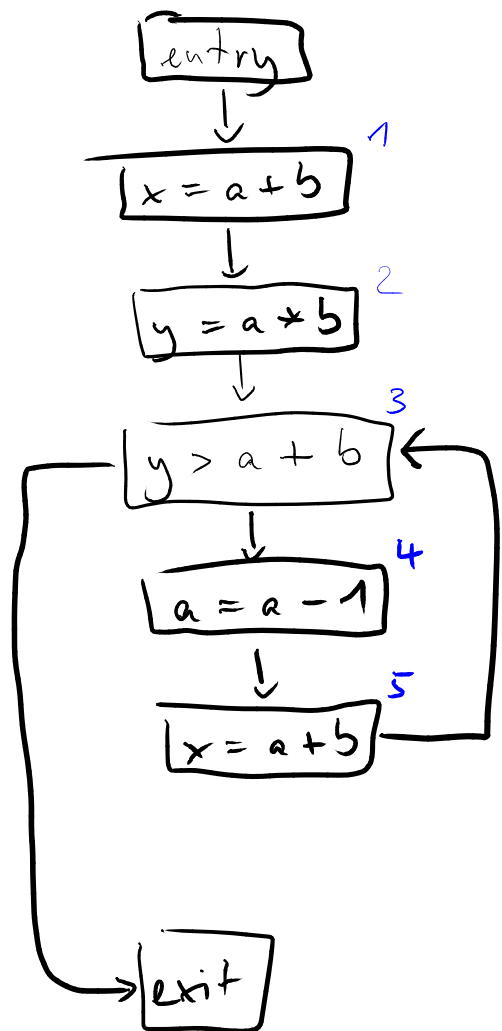 entry
1
x = a + b
2
y = a * b
3
y > a + b
4
a = a - 1
5
x = a + b
exit